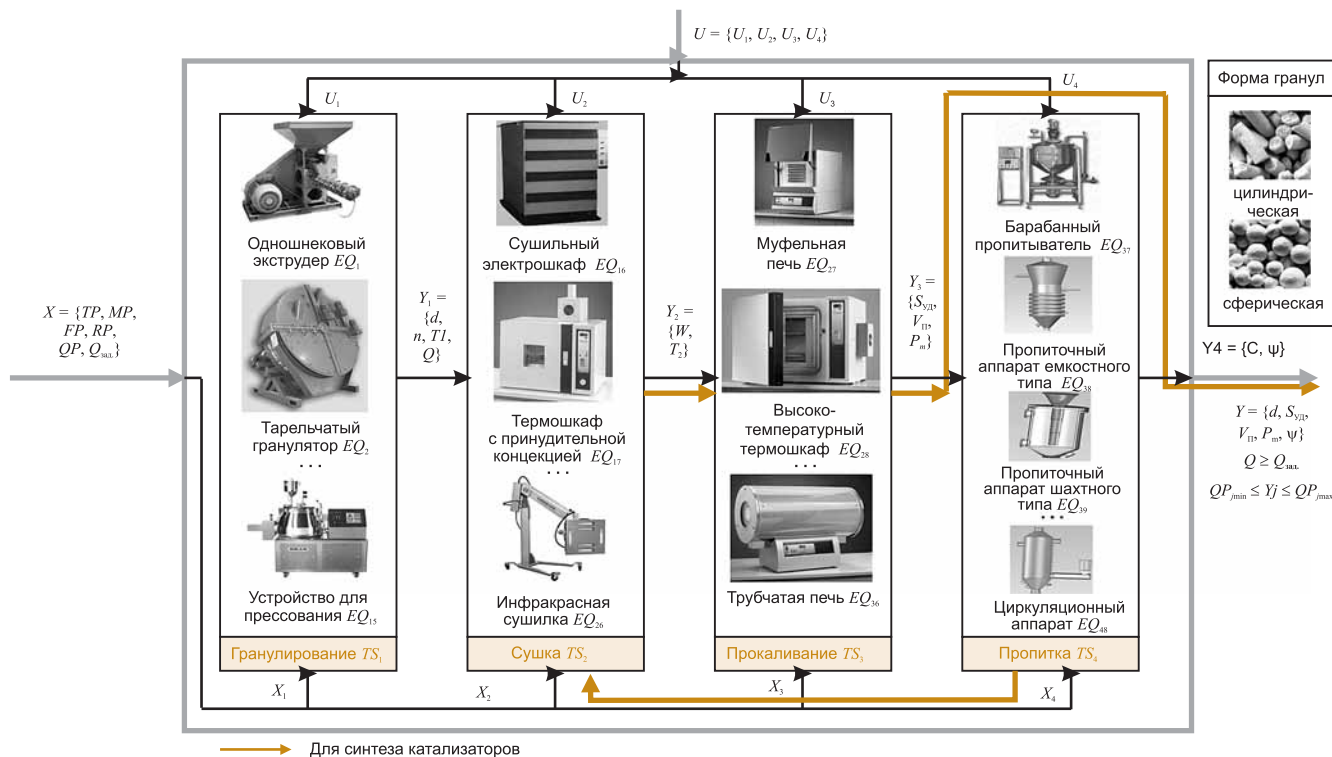 U = {U₁, U₂, U₃, U₄}
U₁
U₂
U₃
U₄
X = {TP, MP,
FP, RP,
QP, Qзад.}
Одношнековый
экструдер EQ₁
Тарельчатый
гранулятор EQ₂
...
Устройство для
прессования EQ₁₅
Гранулирование TS₁
X₁
Y₁ =
{d,
n, T1,
Q}
Сушильный
электрошкаф EQ₁₆
Термошкаф
с принудительной
концекцией EQ₁₇
...
Инфракрасная
сушилка EQ₂₆
Сушка TS₂
X₂
Y₂ =
{W,
T₂}
Муфельная
печь EQ₂₇
Высоко-
температурный
термошкаф EQ₂₈
...
Трубчатая печь EQ₃₆
Прокаливание TS₃
X₃
Y₃ =
{Sуд,
Vп,
Pₘ}
Барабанный
пропитыватель EQ₃₇
Пропиточный
аппарат емкостного
типа EQ₃₈
Пропиточный
аппарат шахтного
типа EQ₃₉
...
Циркуляционный
аппарат EQ₄₈
Пропитка TS₄
X₄
Форма гранул
цилиндри-
ческая
сферическая
Y4 = {C, ψ}
Y = {d, Sуд,
Vп, Pₘ, ψ}
Q ≥ Qзад.
QPjmin ≤ Yj ≤ QPjmax
Для синтеза катализаторов